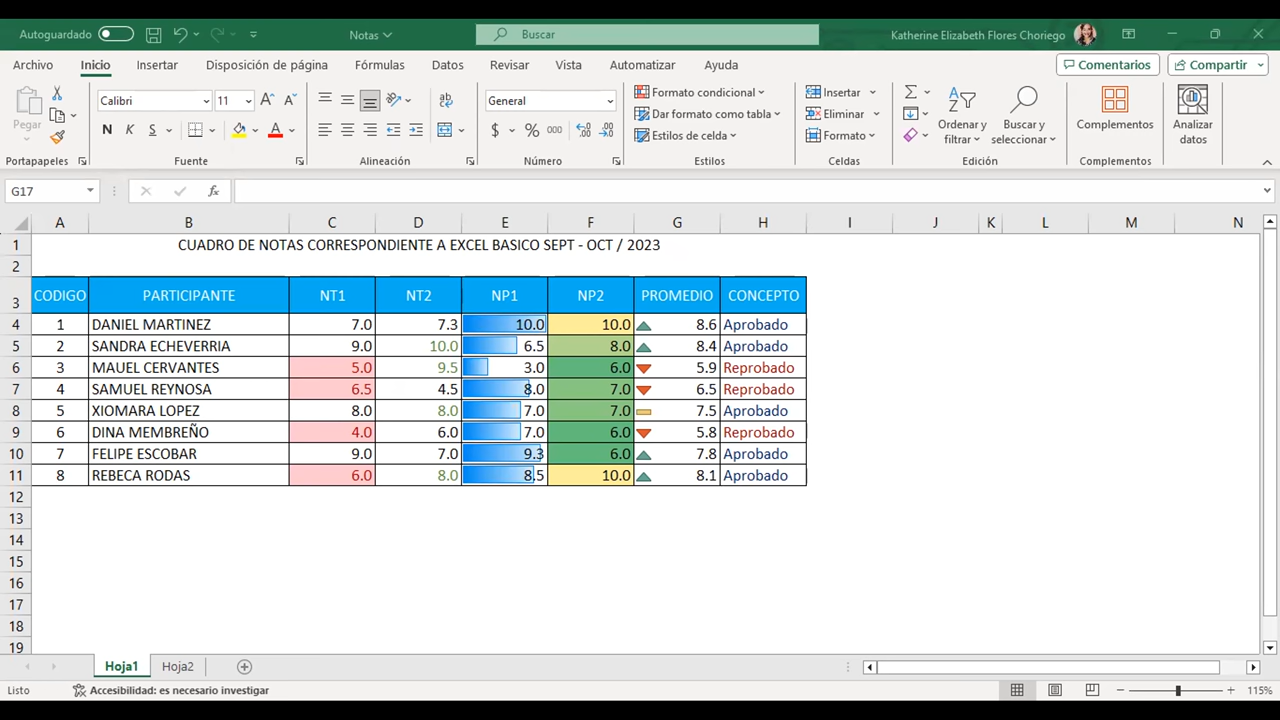 Autoguardado Notas Buscar Katherine Elizabeth Flores Choriego
Archivo Inicio Insertar Disposición de página Fórmulas Datos Revisar Vista Automatizar Ayuda Comentarios Compartir
Pegar Calibri 11 General Formato condicional Insertar
N K S Dar formato como tabla Eliminar Ordenar y filtrar Buscar y seleccionar Complementos Analizar datos
$ % 000 Estilos de celda Formato
Portapapeles Fuente Alineación Número Estilos Celdas Edición Complementos
G17 fx
A B C D E F G H I J K L M N
1 CUADRO DE NOTAS CORRESPONDIENTE A EXCEL BASICO SEPT - OCT / 2023
2
3 CODIGO PARTICIPANTE NT1 NT2 NP1 NP2 PROMEDIO CONCEPTO
4 1 DANIEL MARTINEZ 7.0 7.3 10.0 10.0 8.6 Aprobado
5 2 SANDRA ECHEVERRIA 9.0 10.0 6.5 8.0 8.4 Aprobado
6 3 MAUEL CERVANTES 5.0 9.5 3.0 6.0 5.9 Reprobado
7 4 SAMUEL REYNOSA 6.5 4.5 8.0 7.0 6.5 Reprobado
8 5 XIOMARA LOPEZ 8.0 8.0 7.0 7.0 7.5 Aprobado
9 6 DINA MEMBREÑO 4.0 6.0 7.0 6.0 5.8 Reprobado
10 7 FELIPE ESCOBAR 9.0 7.0 9.3 6.0 7.8 Aprobado
11 8 REBECA RODAS 6.0 8.0 8.5 10.0 8.1 Aprobado
12
13
14
15
16
17
18
19
Hoja1 Hoja2
Listo Accesibilidad: es necesario investigar 115%